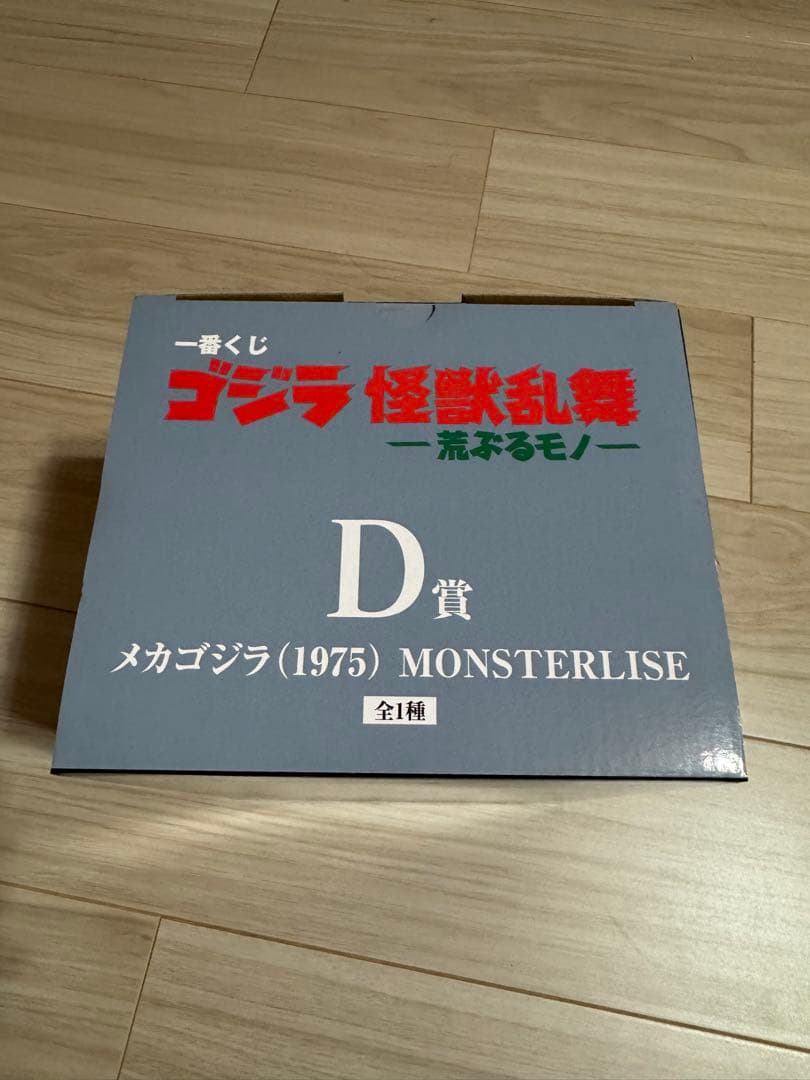 一番くじ
ゴジラ 怪獣乱舞
ー荒ぶるモノー
D賞
メカゴジラ(1975) MONSTERLISE
全1種